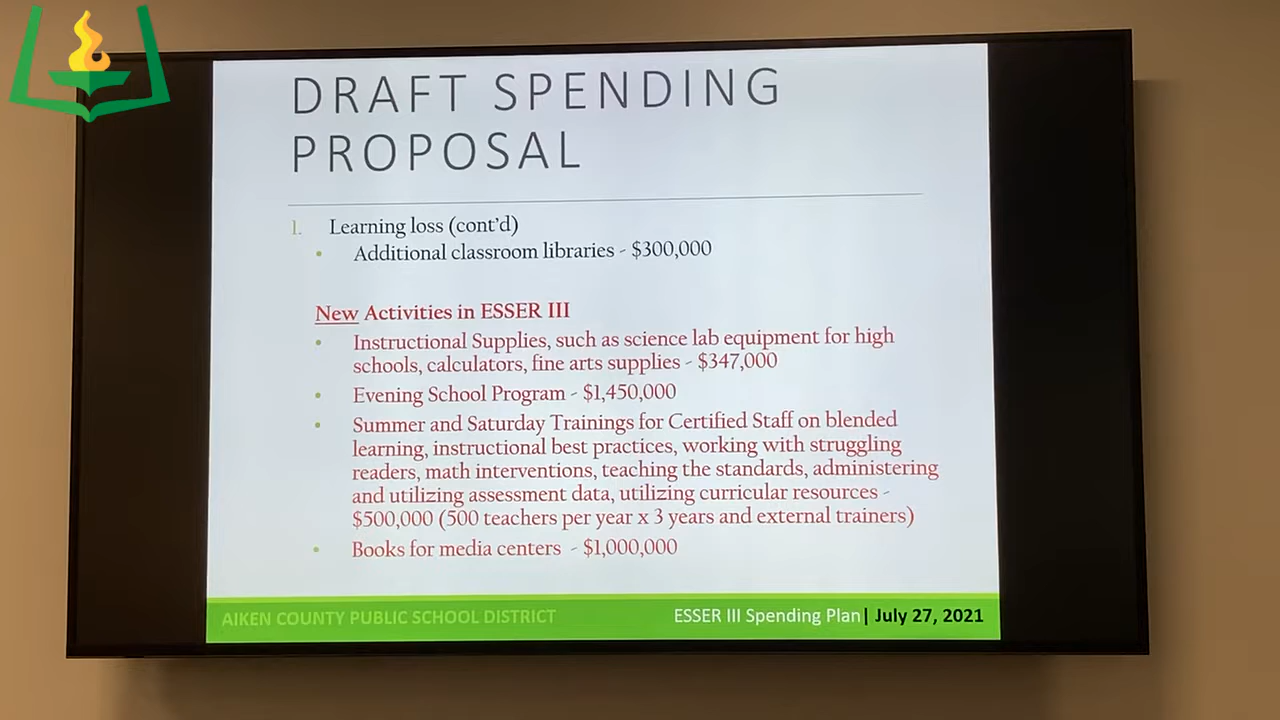 DRAFT SPENDING
PROPOSAL
1. Learning loss (cont'd)
• Additional classroom libraries - $300,000
New Activities in ESSER III
• Instructional Supplies, such as science lab equipment for high
schools, calculators, fine arts supplies - $347,000
• Evening School Program - $1,450,000
• Summer and Saturday Trainings for Certified Staff on blended
learning, instructional best practices, working with struggling
readers, math interventions, teaching the standards, administering
and utilizing assessment data, utilizing curricular resources -
$500,000 (500 teachers per year x 3 years and external trainers)
• Books for media centers - $1,000,000
AIKEN COUNTY PUBLIC SCHOOL DISTRICT
ESSER III Spending Plan| July 27, 2021